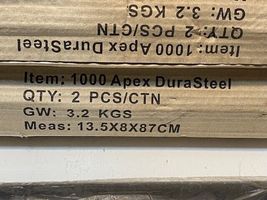 Item: 1000 Apex DuraSteel
QTY: 2 PCS/CTN
GW: 3.2 KGS
Item; 1000 Apex DuraSteel
QTY: 2 PCS/CTN
GW: 3.2 KGS
Meas: 13.5X8X87CM